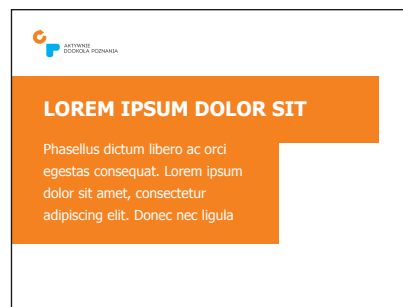 AKTYWNIE
DOOKOŁA POZNANIA
LOREM IPSUM DOLOR SIT
Phasellus dictum libero ac orci
egestas consequat. Lorem ipsum
dolor sit amet, consectetur
adipiscing elit. Donec nec ligula